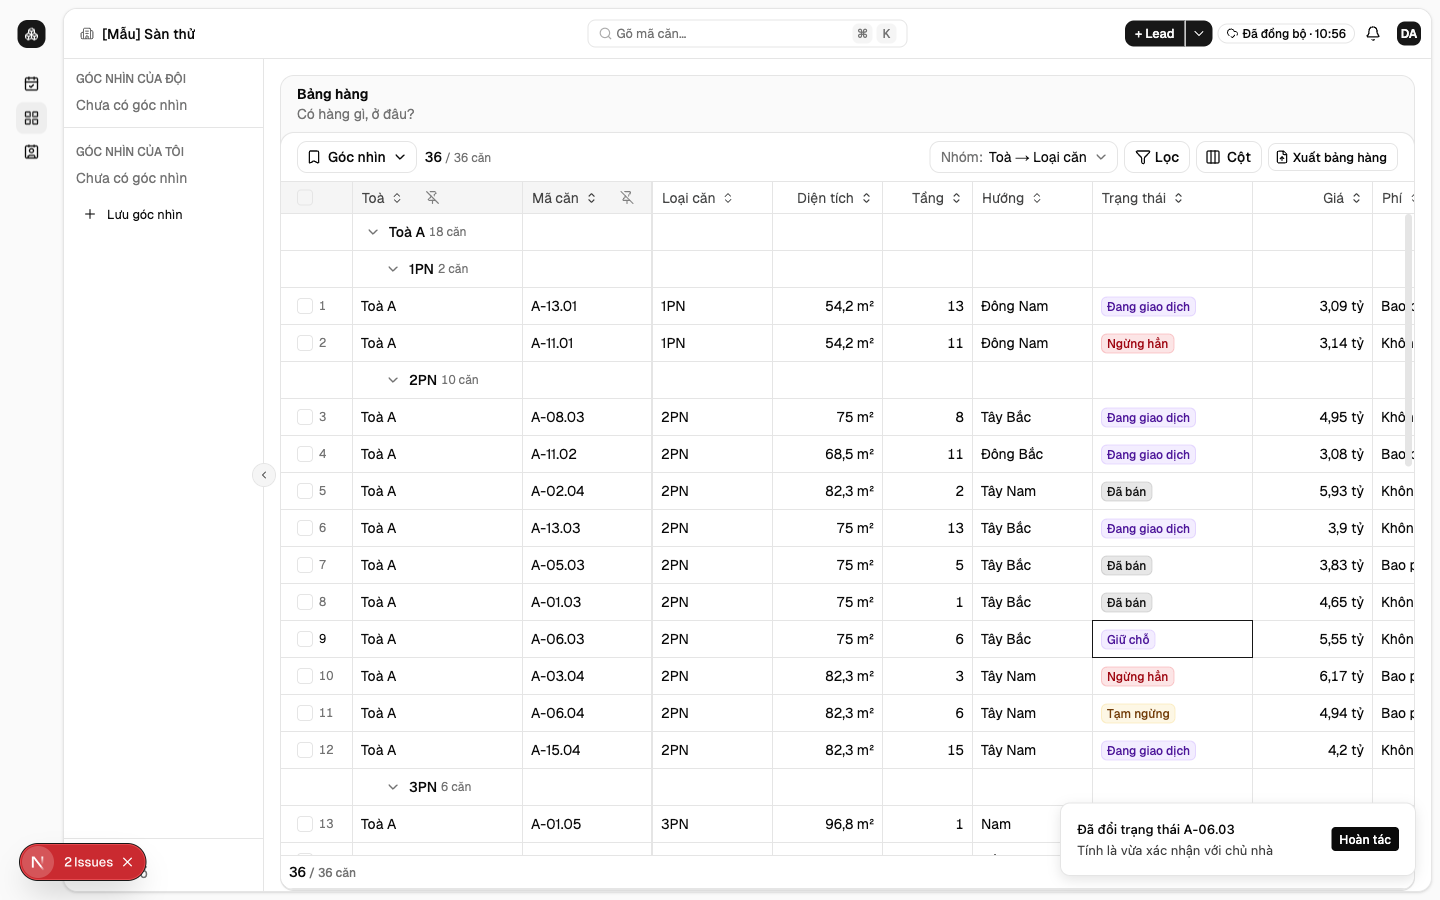 [Mẫu] Sàn thử
Gõ mã căn...
⌘ K
+ Lead
Đã đồng bộ · 10:56
DA
GÓC NHÌN CỦA ĐỘI
Chưa có góc nhìn
GÓC NHÌN CỦA TÔI
Chưa có góc nhìn
+ Lưu góc nhìn
Bảng hàng
Có hàng gì, ở đâu?
Góc nhìn 36 / 36 căn Nhóm: Toà → Loại căn Lọc Cột Xuất bảng hàng
Toà Mã căn Loại căn Diện tích Tầng Hướng Trạng thái Giá Phí
Toà A 18 căn
1PN 2 căn
1 Toà A A-13.01 1PN 54,2 m² 13 Đông Nam Đang giao dịch 3,09 tỷ Bao
2 Toà A A-11.01 1PN 54,2 m² 11 Đông Nam Ngừng hẳn 3,14 tỷ Khôn
2PN 10 căn
3 Toà A A-08.03 2PN 75 m² 8 Tây Bắc Đang giao dịch 4,95 tỷ Khôn
4 Toà A A-11.02 2PN 68,5 m² 11 Đông Bắc Đang giao dịch 3,08 tỷ Bao
5 Toà A A-02.04 2PN 82,3 m² 2 Tây Nam Đã bán 5,93 tỷ Khôn
6 Toà A A-13.03 2PN 75 m² 13 Tây Bắc Đang giao dịch 3,9 tỷ Khôn
7 Toà A A-05.03 2PN 75 m² 5 Tây Bắc Đã bán 3,83 tỷ Bao p
8 Toà A A-01.03 2PN 75 m² 1 Tây Bắc Đã bán 4,65 tỷ Khôn
9 Toà A A-06.03 2PN 75 m² 6 Tây Bắc Giữ chỗ 5,55 tỷ Khôn
10 Toà A A-03.04 2PN 82,3 m² 3 Tây Nam Ngừng hẳn 6,17 tỷ Bao p
11 Toà A A-06.04 2PN 82,3 m² 6 Tây Nam Tạm ngừng 4,94 tỷ Bao p
12 Toà A A-15.04 2PN 82,3 m² 15 Tây Nam Đang giao dịch 4,2 tỷ Khôn
3PN 6 căn
13 Toà A A-01.05 3PN 96,8 m² 1 Nam
Đã đổi trạng thái A-06.03
Tính là vừa xác nhận với chủ nhà
Hoàn tác
N 2 Issues
36 / 36 căn